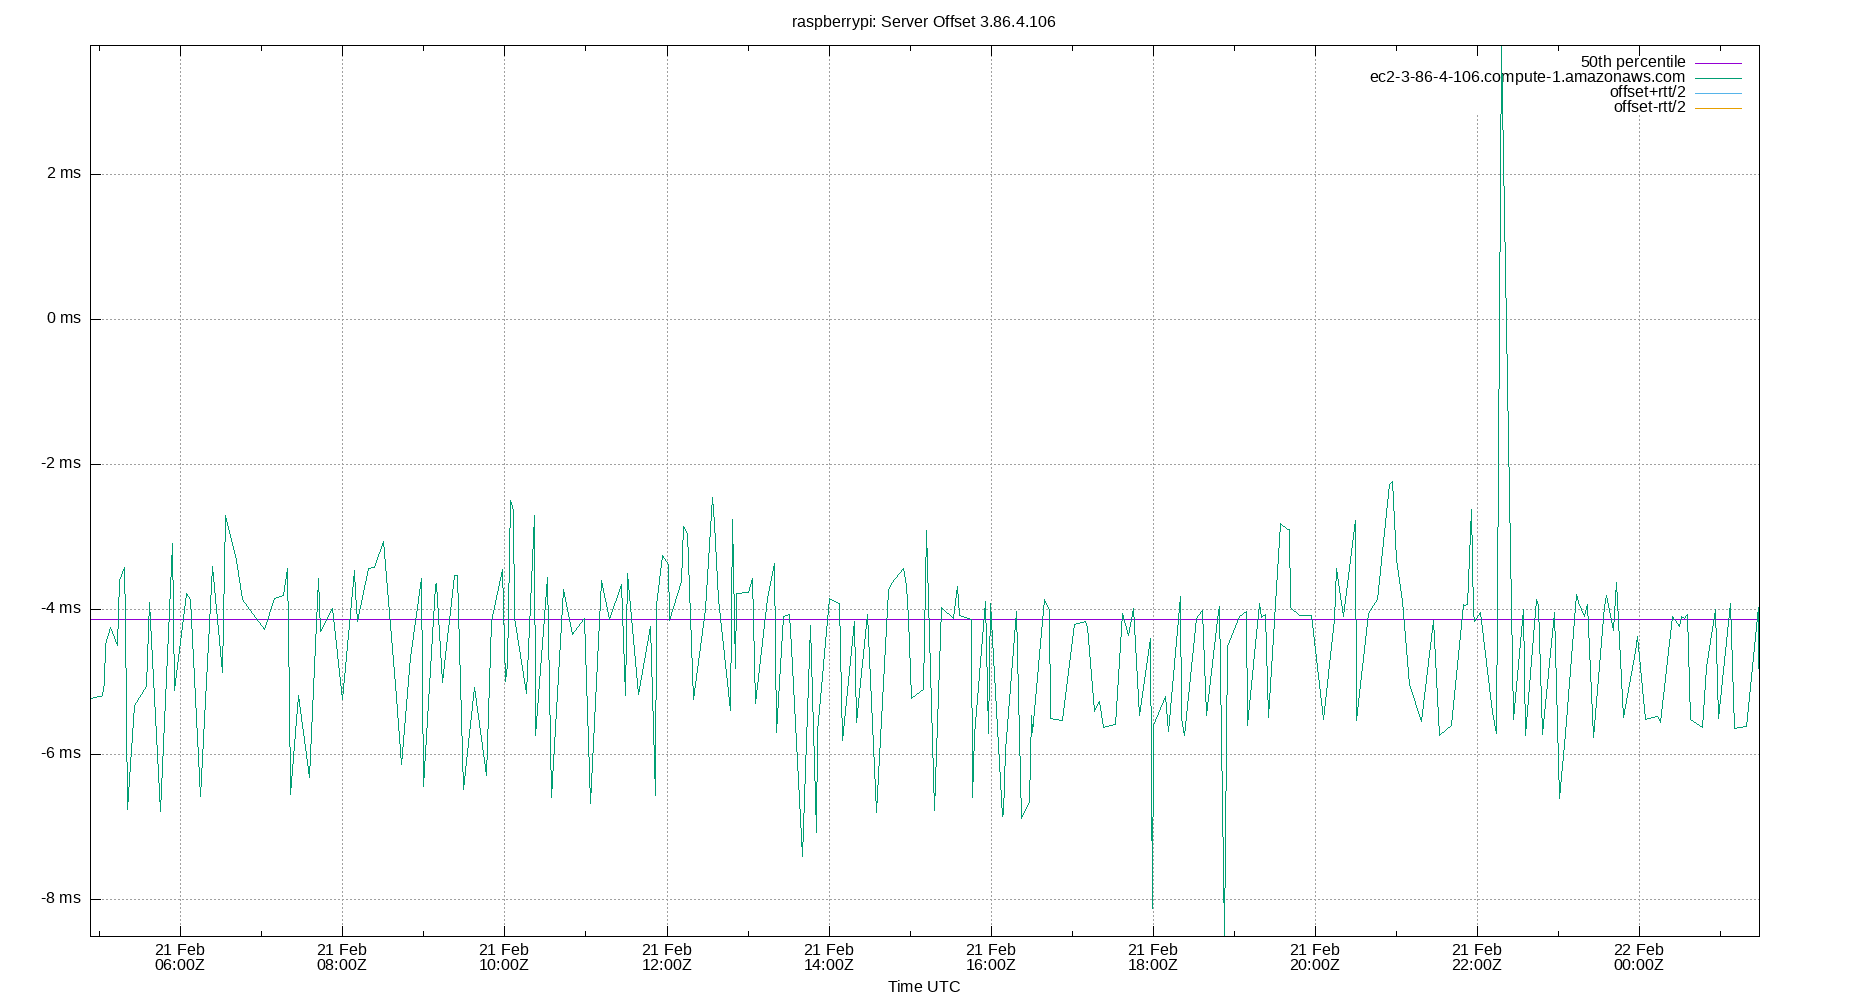 raspberrypi: Server Offset 3.86.4.106
50th percentile
ec2-3-86-4-106.compute-1.amazonaws.com
offset+rtt/2
offset-rtt/2
2 ms
0 ms
-2 ms
-4 ms
-6 ms
-8 ms
21 Feb 21 Feb 21 Feb 21 Feb 21 Feb 21 Feb 21 Feb 21 Feb 21 Feb 22 Feb
06:00Z 08:00Z 10:00Z 12:00Z 14:00Z 16:00Z 18:00Z 20:00Z 22:00Z 00:00Z
Time UTC